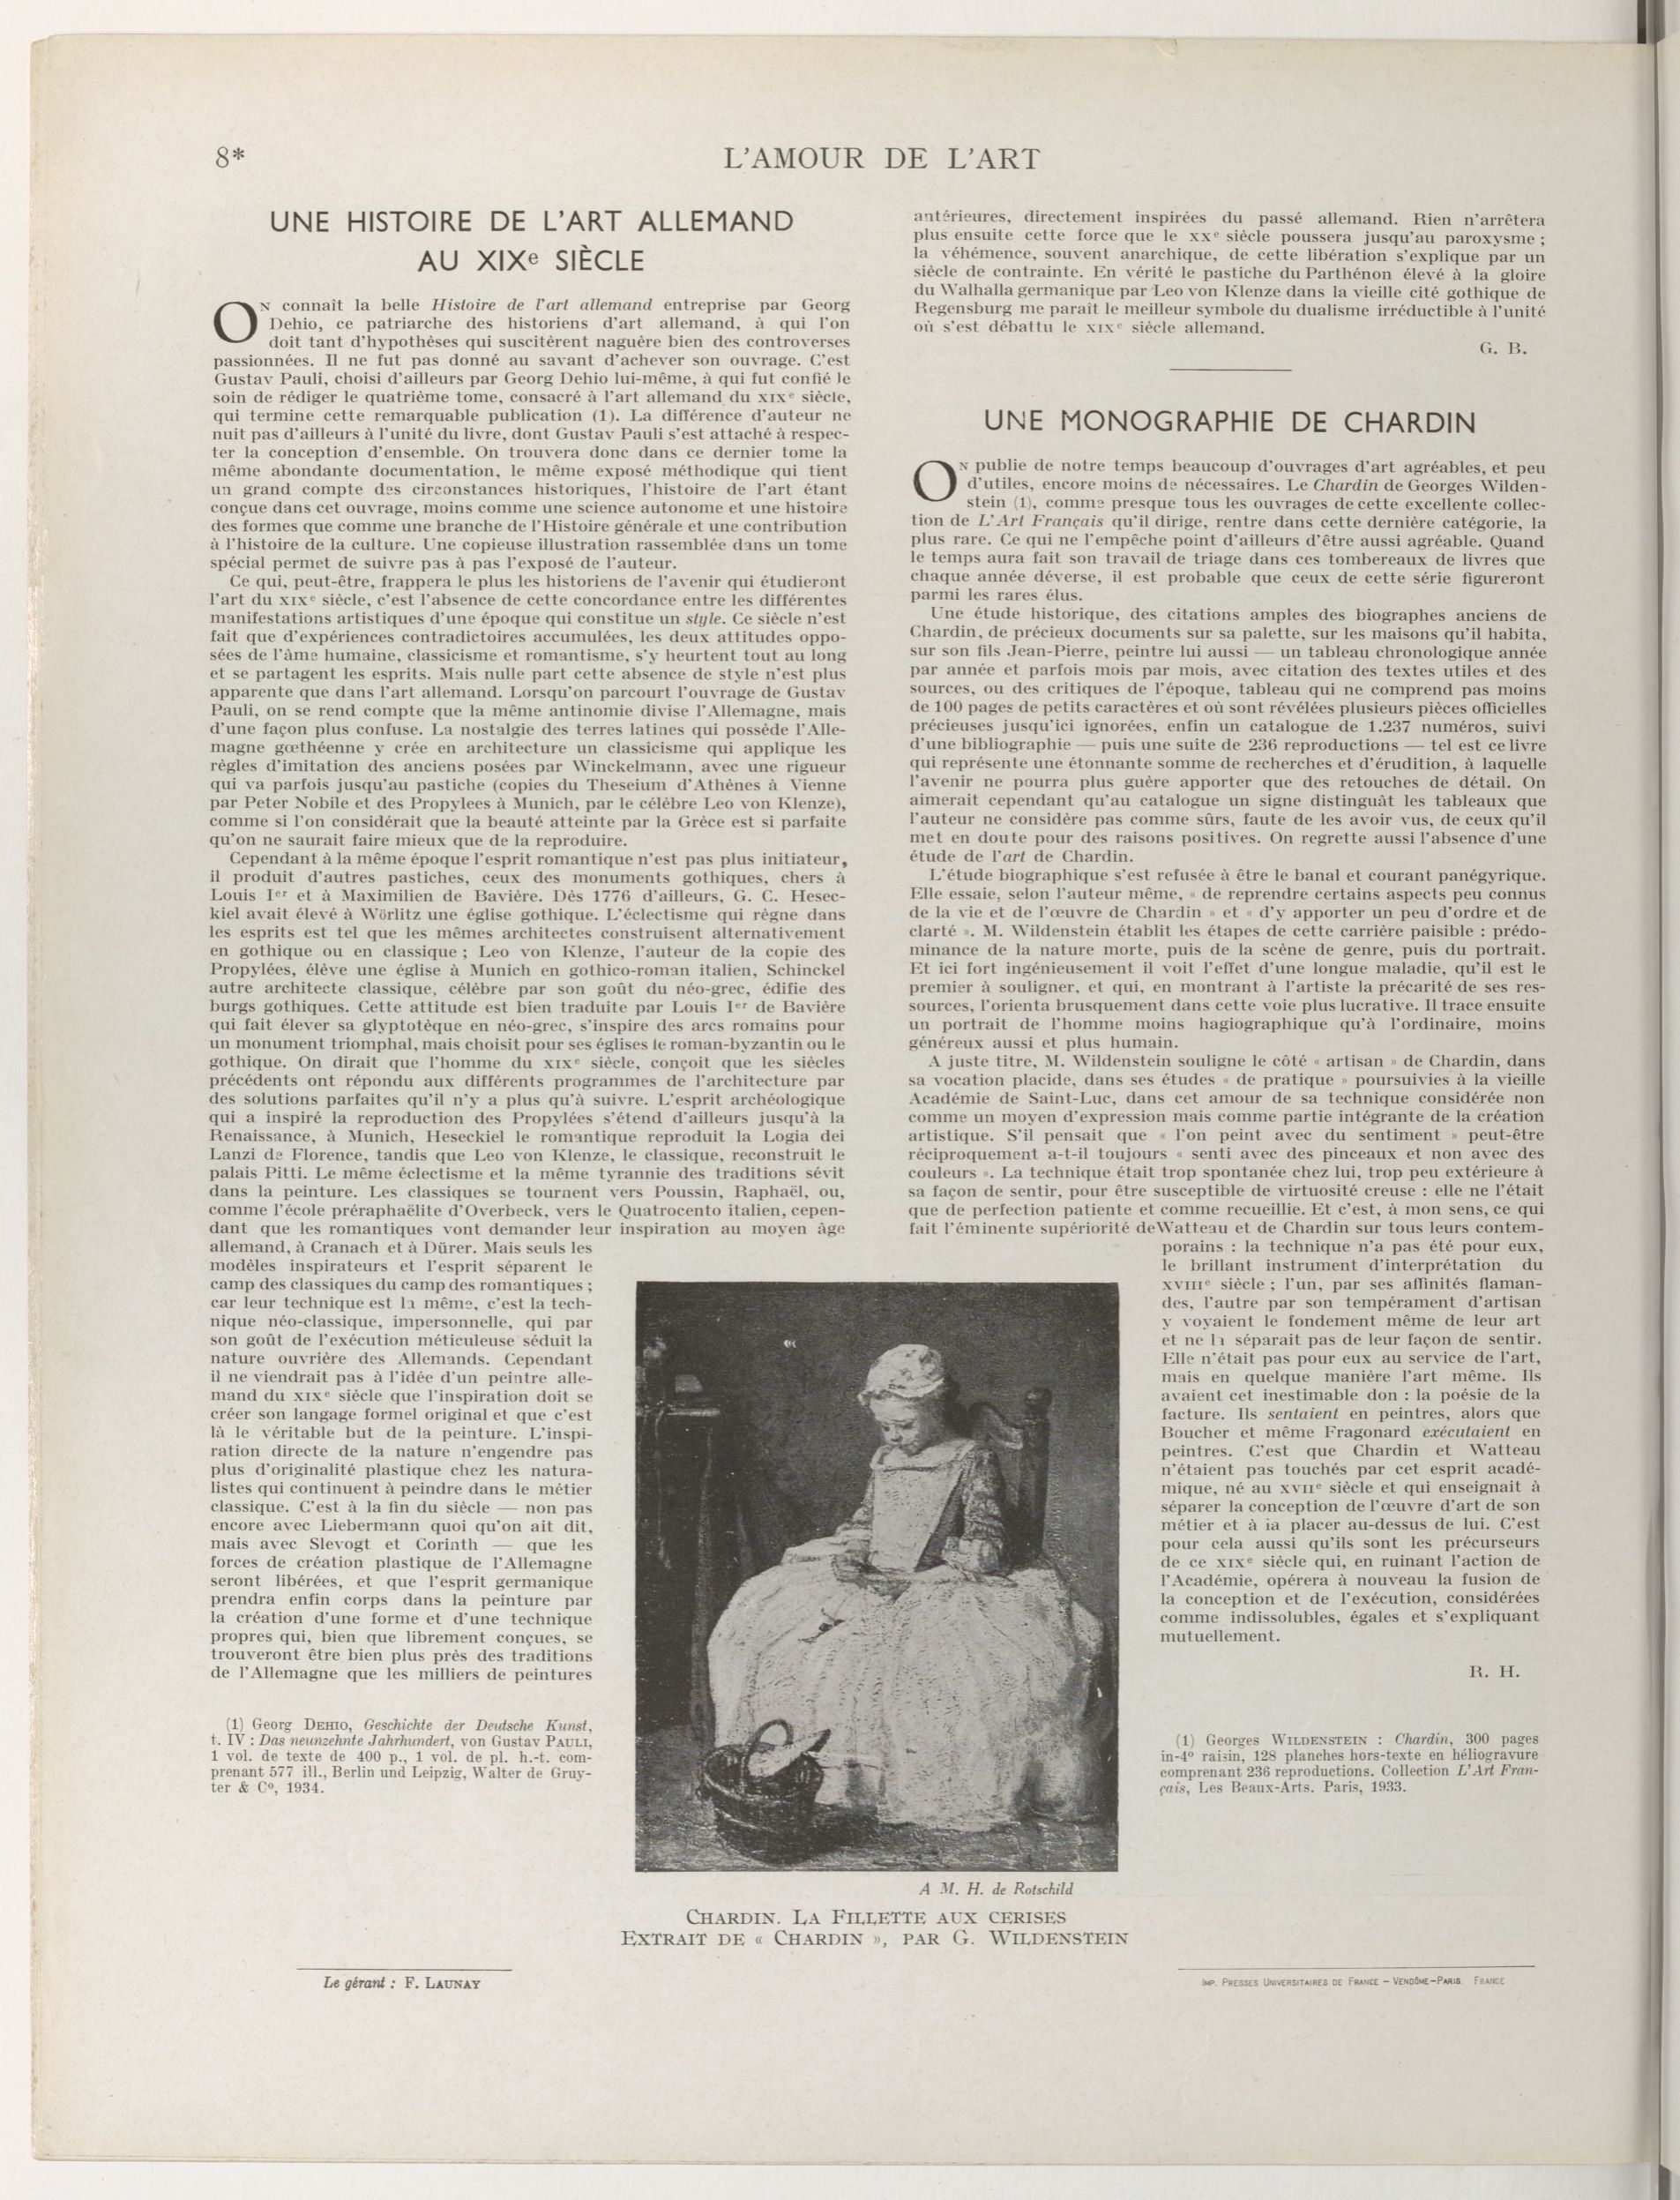 8*
L'AMOUR DE L'ART
UNE HISTOIRE DE L'ART ALLEMAND
AU XIXe SIÈCLE
ON connaît la belle Histoire de l'art allemand entreprise par Georg
Dehio, ce patriarche des historiens d'art allemand, à qui l'on
doit tant d'hypothèses qui suscitèrent naguère bien des controverses
passionnées. Il ne fut pas donné au savant d'achever son ouvrage. C'est
Gustav Pauli, choisi d'ailleurs par Georg Dehio lui-même, à qui fut confié le
soin de rédiger le quatrième tome, consacré à l'art allemand du XIXe siècle,
qui termine cette remarquable publication (1). La différence d'auteur ne
nuit pas d'ailleurs à l'unité du livre, dont Gustav Pauli s'est attaché à respec-
ter la conception d'ensemble. On trouvera donc dans ce dernier tome la
même abondante documentation, le même exposé méthodique qui tient
un grand compte des circonstances historiques, l'histoire de l'art étant
conçue dans cet ouvrage, moins comme une science autonome et une histoire
des formes que comme une branche de l'Histoire générale et une contribution
à l'histoire de la culture. Une copieuse illustration rassemblée dans un tome
spécial permet de suivre pas à pas l'exposé de l'auteur.
Ce qui, peut-être, frappera le plus les historiens de l'avenir qui étudieront
l'art du XIXe siècle, c'est l'absence de cette concordance entre les différentes
manifestations artistiques d'une époque qui constitue un style. Ce siècle n'est
fait que d'expériences contradictoires accumulées, les deux attitudes oppo-
sées de l'âme humaine, classicisme et romantisme, s'y heurtent tout au long
et se partagent les esprits. Mais nulle part cette absence de style n'est plus
apparente que dans l'art allemand. Lorsqu'on parcourt l'ouvrage de Gustav
Pauli, on se rend compte que la même antinomie divise l'Allemagne, mais
d'une façon plus confuse. La nostalgie des terres latines qui possède l'Alle-
magne gœthéenne y crée en architecture un classicisme qui applique les
règles d'imitation des anciens posées par Winckelmann, avec une rigueur
qui va parfois jusqu'au pastiche (copies du Theseium d'Athènes à Vienne
par Peter Nobile et des Propylees à Munich, par le célèbre Leo von Klenze),
comme si l'on considérait que la beauté atteinte par la Grèce est si parfaite
qu'on ne saurait faire mieux que de la reproduire.
Cependant à la même époque l'esprit romantique n'est pas plus initiateur,
il produit d'autres pastiches, ceux des monuments gothiques, chers à
Louis Ier et à Maximilien de Bavière. Dès 1776 d'ailleurs, G. C. Hesec-
kiel avait élevé à Wörlitz une église gothique. L'éclectisme qui règne dans
les esprits est tel que les mêmes architectes construisent alternativement
en gothique ou en classique ; Leo von Klenze, l'auteur de la copie des
Propylées, élève une église à Munich en gothico-roman italien, Schinckel
autre architecte classique, célèbre par son goût du néo-grec, édifie des
burgs gothiques. Cette attitude est bien traduite par Louis Ier de Bavière
qui fait élever sa glyptotèque en néo-grec, s'inspire des arcs romains pour
un monument triomphal, mais choisit pour ses églises le roman-byzantin ou le
gothique. On dirait que l'homme du XIXe siècle, conçoit que les siècles
précédents ont répondu aux différents programmes de l'architecture par
des solutions parfaites qu'il n'y a plus qu'à suivre. L'esprit archéologique
qui a inspiré la reproduction des Propylées s'étend d'ailleurs jusqu'à la
Renaissance, à Munich, Heseckiel le romantique reproduit la Logia dei
Lanzi de Florence, tandis que Leo von Klenze, le classique, reconstruit le
palais Pitti. Le même éclectisme et la même tyrannie des traditions sévit
dans la peinture. Les classiques se tournent vers Poussin, Raphaël, ou,
comme l'école préraphaëlite d'Overbeck, vers le Quatrocento italien, cepen-
dant que les romantiques vont demander leur inspiration au moyen âge
allemand, à Cranach et à Dürer. Mais seuls les
modèles inspirateurs et l'esprit séparent le
camp des classiques du camp des romantiques ;
car leur technique est la même, c'est la tech-
nique néo-classique, impersonnelle, qui par
son goût de l'exécution méticuleuse séduit la
nature ouvrière des Allemands. Cependant
il ne viendrait pas à l'idée d'un peintre alle-
mand du XIXe siècle que l'inspiration doit se
créer son langage formel original et que c'est
là le véritable but de la peinture. L'inspi-
ration directe de la nature n'engendre pas
plus d'originalité plastique chez les natura-
listes qui continuent à peindre dans le métier
classique. C'est à la fin du siècle — non pas
encore avec Liebermann quoi qu'on ait dit,
mais avec Slevogt et Corinth — que les
forces de création plastique de l'Allemagne
seront libérées, et que l'esprit germanique
prendra enfin corps dans la peinture par
la création d'une forme et d'une technique
propres qui, bien que librement conçues, se
trouveront être bien plus près des traditions
de l'Allemagne que les milliers de peintures
(1) Georg DEHIO, Geschichte der Deutsche Kunst,
t. IV : Das neunzehnte Jahrhundert, von Gustav PAULI,
1 vol. de texte de 400 p., 1 vol. de pl. h.-t. com-
prenant 577 ill., Berlin und Leipzig, Walter de Gruy-
ter & Co, 1934.
antérieures, directement inspirées du passé allemand. Rien n'arrêtera
plus ensuite cette force que le XXe siècle poussera jusqu'au paroxysme ;
la véhémence, souvent anarchique, de cette libération s'explique par un
siècle de contrainte. En vérité le pastiche du Parthénon élevé à la gloire
du Walhalla germanique par Leo von Klenze dans la vieille cité gothique de
Regensburg me paraît le meilleur symbole du dualisme irréductible à l'unité
où s'est débattu le XIXe siècle allemand.
G. B.
UNE MONOGRAPHIE DE CHARDIN
ON publie de notre temps beaucoup d'ouvrages d'art agréables, et peu
d'utiles, encore moins de nécessaires. Le Chardin de Georges Wilden-
stein (1), comme presque tous les ouvrages de cette excellente collec-
tion de L'Art Français qu'il dirige, rentre dans cette dernière catégorie, la
plus rare. Ce qui ne l'empêche point d'ailleurs d'être aussi agréable. Quand
le temps aura fait son travail de triage dans ces tombereaux de livres que
chaque année déverse, il est probable que ceux de cette série figureront
parmi les rares élus.
Une étude historique, des citations amples des biographes anciens de
Chardin, de précieux documents sur sa palette, sur les maisons qu'il habita,
sur son fils Jean-Pierre, peintre lui aussi — un tableau chronologique année
par année et parfois mois par mois, avec citation des textes utiles et des
sources, ou des critiques de l'époque, tableau qui ne comprend pas moins
de 100 pages de petits caractères et où sont révélées plusieurs pièces officielles
précieuses jusqu'ici ignorées, enfin un catalogue de 1.237 numéros, suivi
d'une bibliographie — puis une suite de 236 reproductions — tel est ce livre
qui représente une étonnante somme de recherches et d'érudition, à laquelle
l'avenir ne pourra plus guère apporter que des retouches de détail. On
aimerait cependant qu'au catalogue un signe distinguât les tableaux que
l'auteur ne considère pas comme sûrs, faute de les avoir vus, de ceux qu'il
met en doute pour des raisons positives. On regrette aussi l'absence d'une
étude de l'art de Chardin.
L'étude biographique s'est refusée à être le banal et courant panégyrique.
Elle essaie, selon l'auteur même, « de reprendre certains aspects peu connus
de la vie et de l'œuvre de Chardin » et « d'y apporter un peu d'ordre et de
clarté ». M. Wildenstein établit les étapes de cette carrière paisible : prédo-
minance de la nature morte, puis de la scène de genre, puis du portrait.
Et ici fort ingénieusement il voit l'effet d'une longue maladie, qu'il est le
premier à souligner, et qui, en montrant à l'artiste la précarité de ses res-
sources, l'orienta brusquement dans cette voie plus lucrative. Il trace ensuite
un portrait de l'homme moins hagiographique qu'à l'ordinaire, moins
généreux aussi et plus humain.
A juste titre, M. Wildenstein souligne le côté « artisan » de Chardin, dans
sa vocation placide, dans ses études « de pratique » poursuivies à la vieille
Académie de Saint-Luc, dans cet amour de sa technique considérée non
comme un moyen d'expression mais comme partie intégrante de la création
artistique. S'il pensait que « l'on peint avec du sentiment » peut-être
réciproquement a-t-il toujours « senti avec des pinceaux et non avec des
couleurs ». La technique était trop spontanée chez lui, trop peu extérieure à
sa façon de sentir, pour être susceptible de virtuosité creuse : elle ne l'était
que de perfection patiente et comme recueillie. Et c'est, à mon sens, ce qui
fait l'éminente supériorité deWatteau et de Chardin sur tous leurs contem-
porains : la technique n'a pas été pour eux,
le brillant instrument d'interprétation du
XVIIIe siècle ; l'un, par ses affinités flaman-
des, l'autre par son tempérament d'artisan
y voyaient le fondement même de leur art
et ne la séparait pas de leur façon de sentir.
Elle n'était pas pour eux au service de l'art,
mais en quelque manière l'art même. Ils
avaient cet inestimable don : la poésie de la
facture. Ils sentaient en peintres, alors que
Boucher et même Fragonard exécutaient en
peintres. C'est que Chardin et Watteau
n'étaient pas touchés par cet esprit acadé-
mique, né au XVIIe siècle et qui enseignait à
séparer la conception de l'œuvre d'art de son
métier et à la placer au-dessus de lui. C'est
pour cela aussi qu'ils sont les précurseurs
de ce XIXe siècle qui, en ruinant l'action de
l'Académie, opérera à nouveau la fusion de
la conception et de l'exécution, considérées
comme indissolubles, égales et s'expliquant
mutuellement.
R. H.
(1) Georges WILDENSTEIN : Chardin, 300 pages
in-4o raisin, 128 planches hors-texte en héliogravure
comprenant 236 reproductions. Collection L'Art Fran-
çais, Les Beaux-Arts. Paris, 1933.
A M. H. de Rotschild
CHARDIN. LA FILLETTE AUX CERISES
EXTRAIT DE « CHARDIN », PAR G. WILDENSTEIN
Le gérant : F. LAUNAY
IMP. PRESSES UNIVERSITAIRES DE FRANCE – VENDÔME–PARIS FRANCE